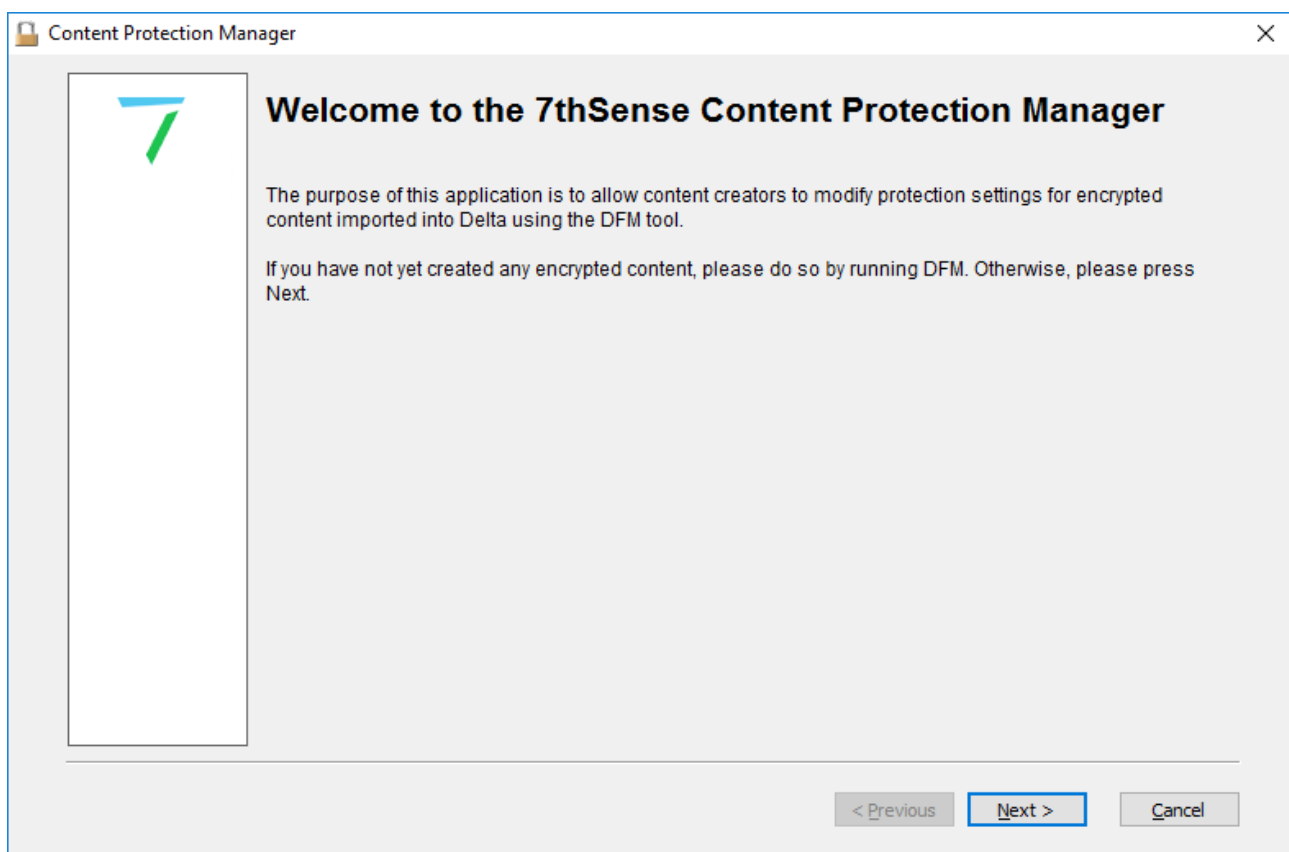 Content Protection Manager
Welcome to the 7thSense Content Protection Manager
The purpose of this application is to allow content creators to modify protection settings for encrypted
content imported into Delta using the DFM tool.
If you have not yet created any encrypted content, please do so by running DFM. Otherwise, please press
Next.
< Previous
Next >
Cancel